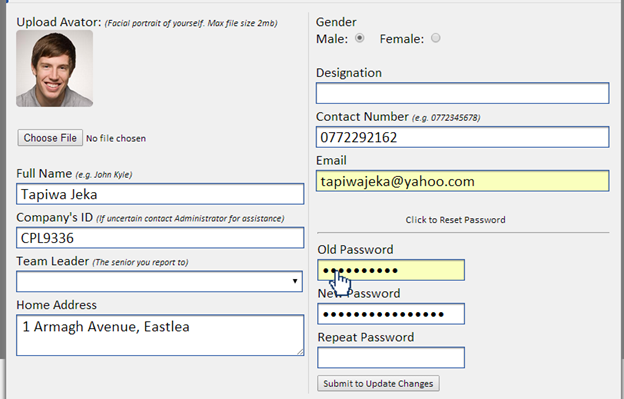 Upload Avator: (Facial portrait of yourself. Max file size 2mb)
Choose File No file chosen
Full Name (e.g. John Kyle)
Tapiwa Jeka
Company's ID (If uncertain contact Administrator for assistance)
CPL9336
Team Leader (The senior you report to)
Home Address
1 Armagh Avenue, Eastlea
Gender
Male: Female:
Designation
Contact Number (e.g. 0772345678)
0772292162
Email
tapiwajeka@yahoo.com
Click to Reset Password
Old Password
••••••••••
New Password
••••••••••••••••
Repeat Password
Submit to Update Changes